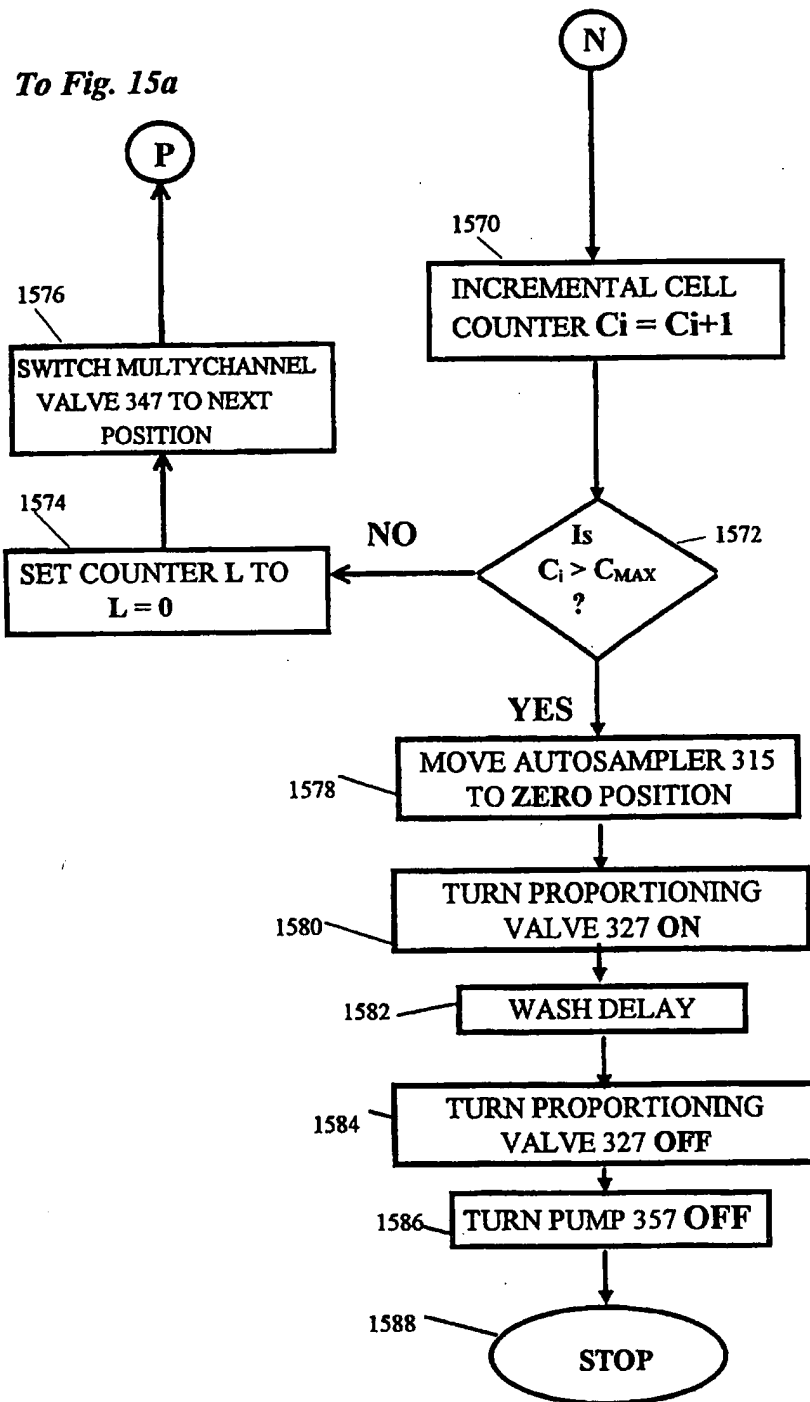 N
To Fig. 15a
P
1570
INCREMENTAL CELL
COUNTER Ci = Ci+1
1576
SWITCH MULTYCHANNEL
VALVE 347 TO NEXT
POSITION
1574
SET COUNTER L TO
L = 0
NO
Is
Ci > CMAX
?
1572
YES
1578
MOVE AUTOSAMPLER 315
TO ZERO POSITION
1580
TURN PROPORTIONING
VALVE 327 ON
1582
WASH DELAY
1584
TURN PROPORTIONING
VALVE 327 OFF
1586
TURN PUMP 357 OFF
1588
STOP